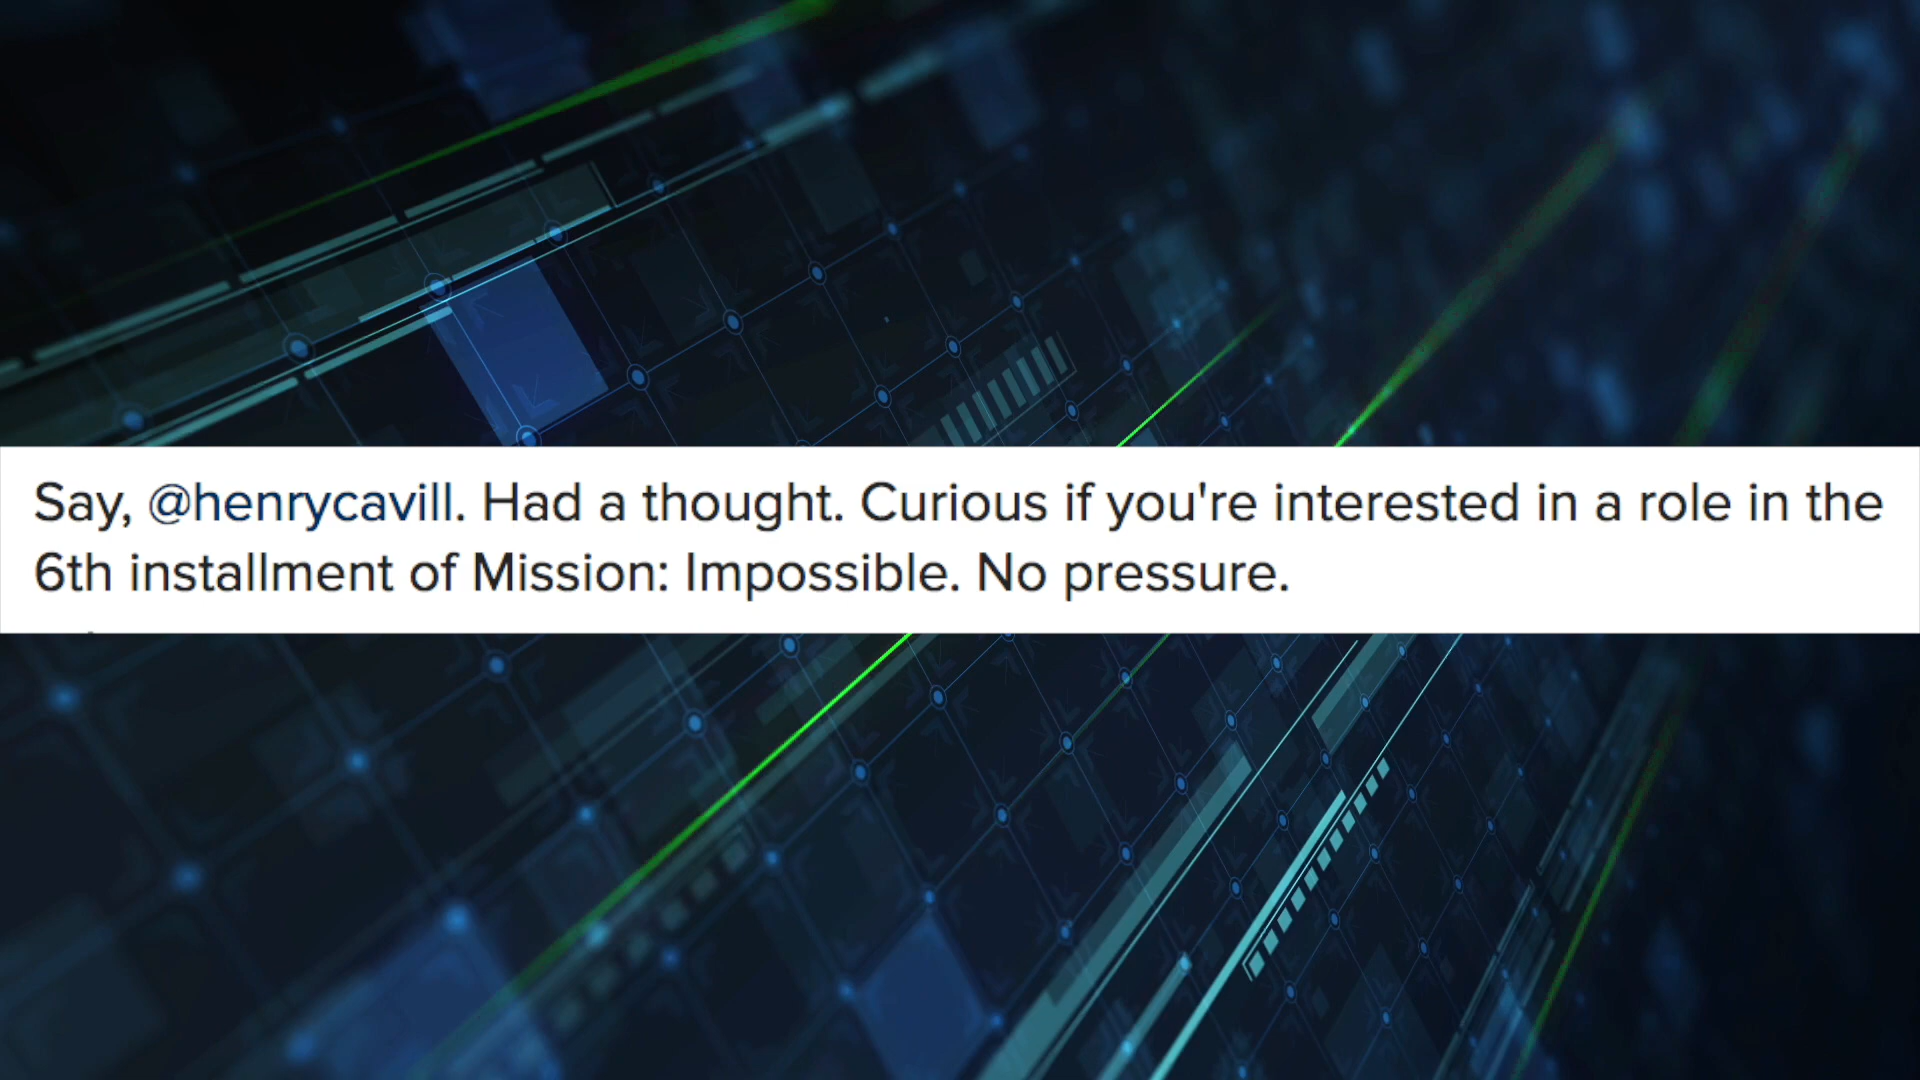 Say, @henrycavill. Had a thought. Curious if you're interested in a role in the
6th installment of Mission: Impossible. No pressure.